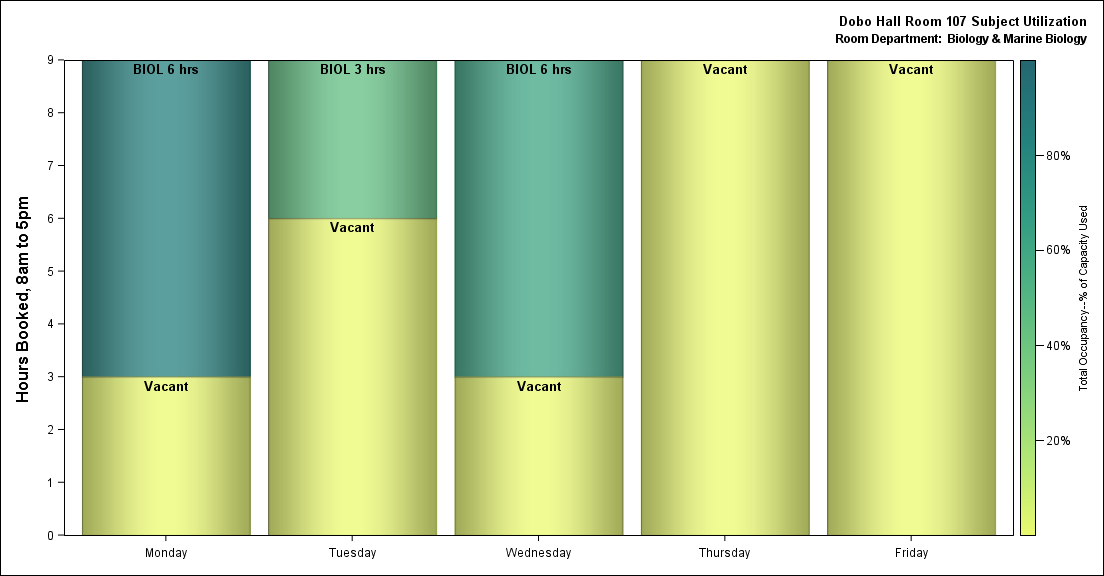 Dobo Hall Room 107 Subject Utilization
Room Department: Biology & Marine Biology
Hours Booked, 8am to 5pm
9
8
7
6
5
4
3
2
1
0
BIOL 6 hrs
BIOL 3 hrs
BIOL 6 hrs
Vacant
Vacant
Vacant
Vacant
Vacant
Monday
Tuesday
Wednesday
Thursday
Friday
80%
60%
40%
20%
Total Occupancy--% of Capacity Used